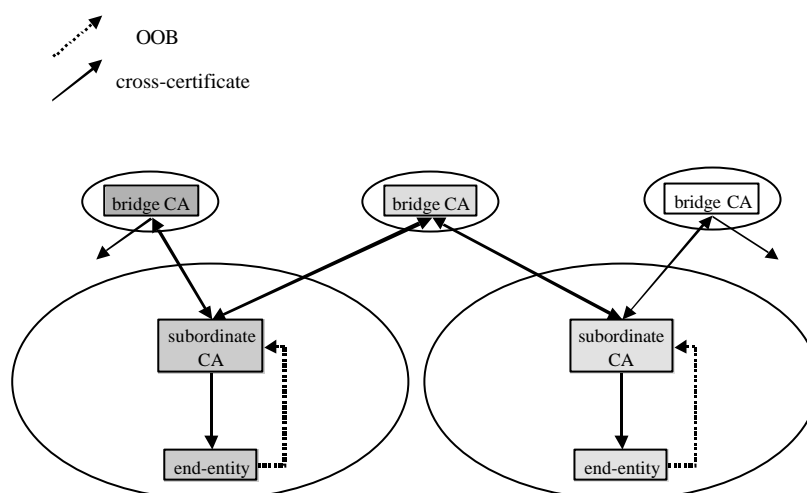 OOB
cross-certificate
bridge CA
bridge CA
bridge CA
subordinate
CA
subordinate
CA
end-entity
end-entity